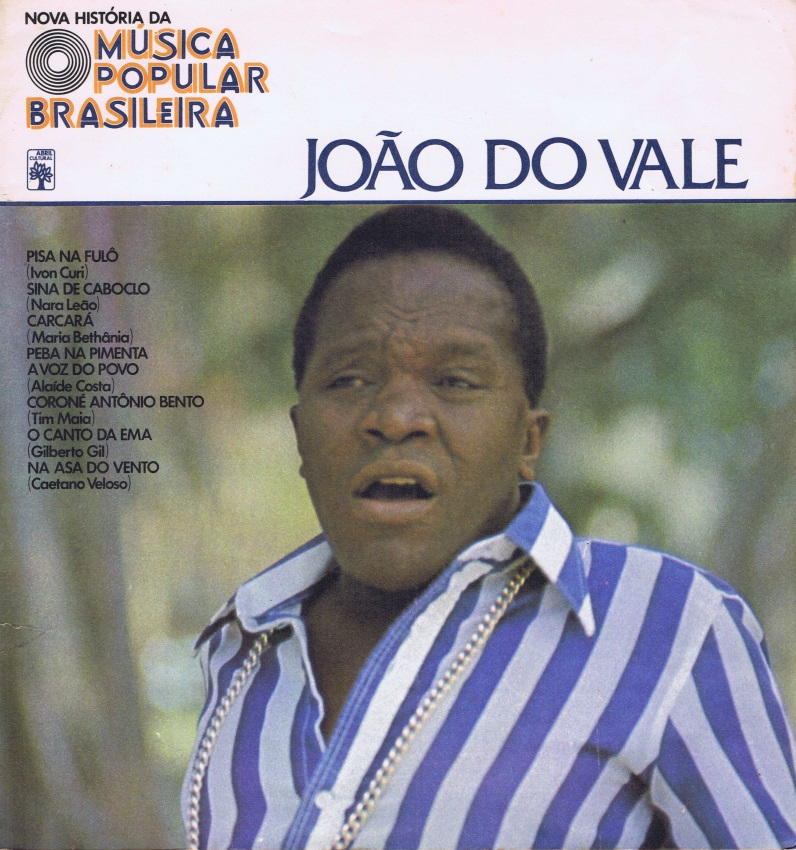 NOVA HISTÓRIA DA
MÚSICA
POPULAR
BRASILEIRA
ABRIL
CULTURAL
JOÃO DO VALE
PISA NA FULÔ
(Ivon Curi)
SINA DE CABOCLO
(Nara Leão)
CARCARÁ
(Maria Bethânia)
PEBA NA PIMENTA
A VOZ DO POVO
(Alaíde Costa)
CORONÉ ANTÔNIO BENTO
(Tim Maia)
O CANTO DA EMA
(Gilberto Gil)
NA ASA DO VENTO
(Caetano Veloso)